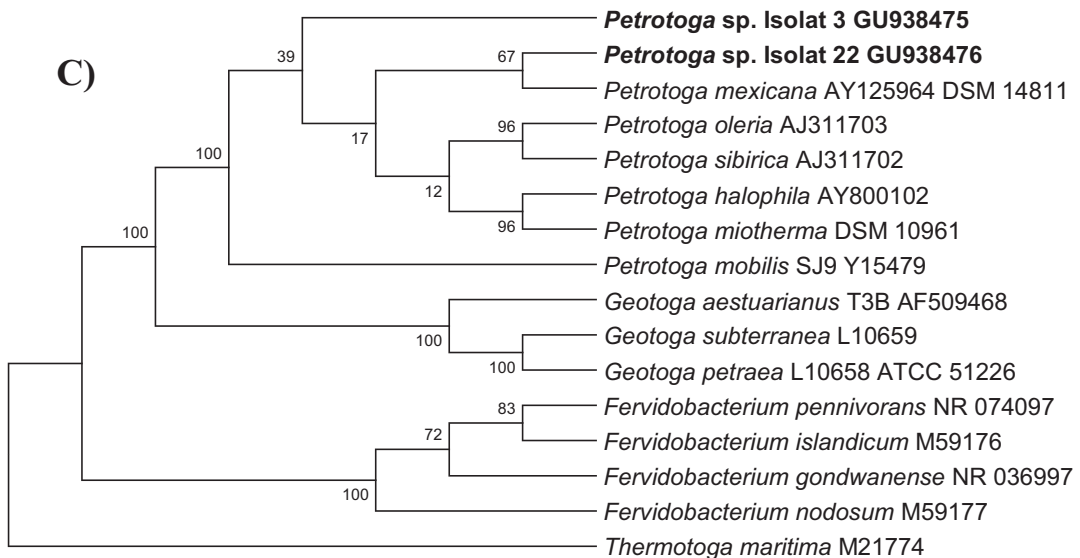 C)
Petrotoga sp. Isolat 3 GU938475
Petrotoga sp. Isolat 22 GU938476
Petrotoga mexicana AY125964 DSM 14811
Petrotoga oleria AJ311703
Petrotoga sibirica AJ311702
Petrotoga halophila AY800102
Petrotoga miotherma DSM 10961
Petrotoga mobilis SJ9 Y15479
Geotoga aestuarianus T3B AF509468
Geotoga subterranea L10659
Geotoga petraea L10658 ATCC 51226
Fervidobacterium pennivorans NR 074097
Fervidobacterium islandicum M59176
Fervidobacterium gondwanense NR 036997
Fervidobacterium nodosum M59177
Thermotoga maritima M21774
39
67
17
96
100
12
96
100
100
100
83
72
100